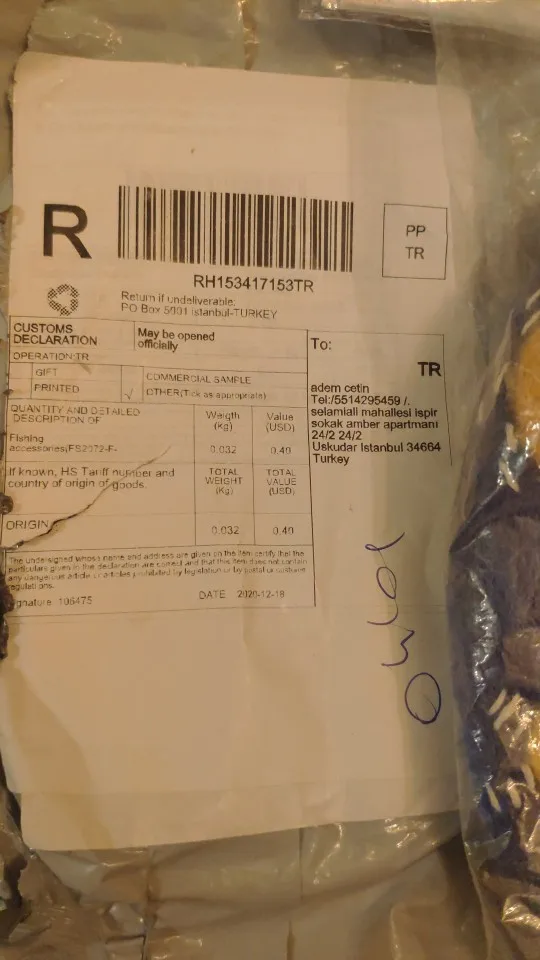 R
PP
TR
RH153417153TR
Return if undeliverable:
PO Box 5001 Istanbul-TURKEY
CUSTOMS
DECLARATION
May be opened
officially
OPERATION:TR
GIFT
COMMERCIAL SAMPLE
PRINTED
√
OTHER(Tick as appropriate)
QUANTITY AND DETAILED
DESCRIPTION OF
Weigth
(Kg)
Value
(USD)
Fishing
accessories(FS2072-F-
0.032
0.40
If known, HS Tariff number and
country of origin of goods.
TOTAL
WEIGHT
(Kg)
TOTAL
VALUE
(USD)
ORIGIN
0.032
0.40
The undersigned whose name and address are given on the item certify that the
particulars given in the declaration are correct and that this item does not contain
any dangerous article or articles prohibited by legislation or by postal or customs
regulations.
gnature: 106475
DATE 2020-12-18
To:
TR
adem cetin
Tel:/5514295459 /.
selamiali mahallesi ispir
sokak amber apartmani
24/2 24/2
Uskudar Istanbul 34664
Turkey